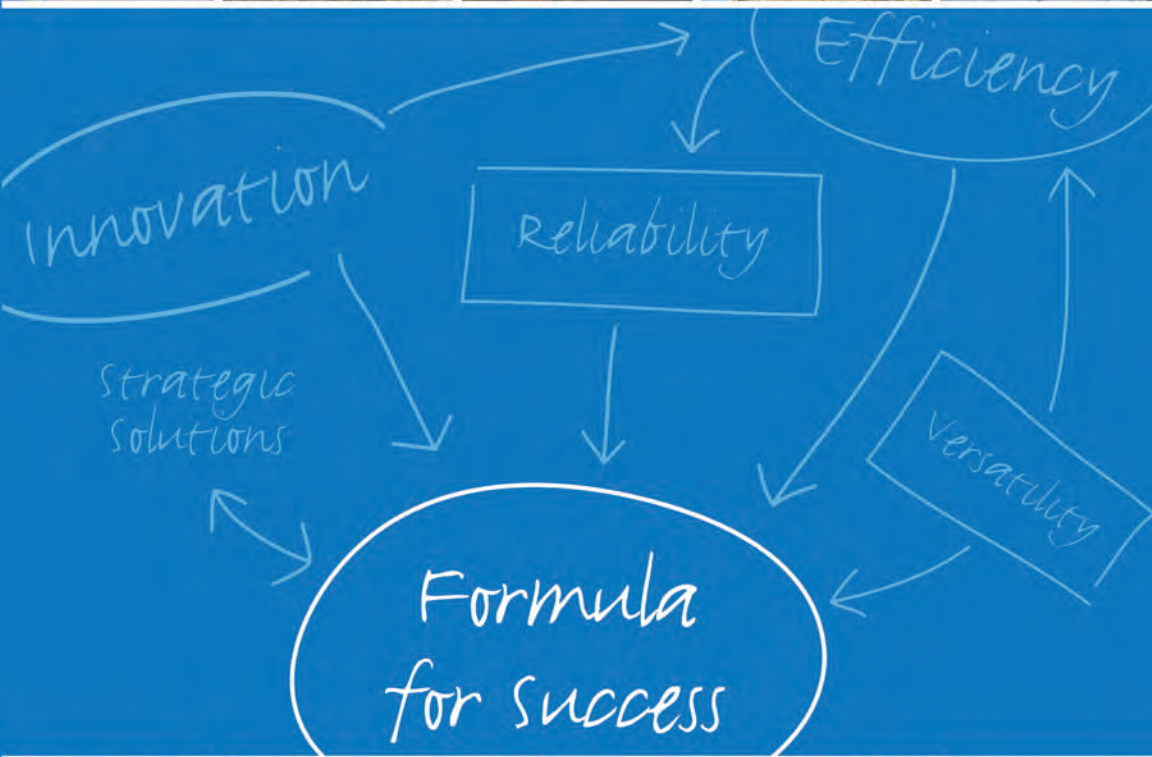 Efficiency
Innovation
Reliability
Strategic
Solutions
Versatility
Formula
for Success